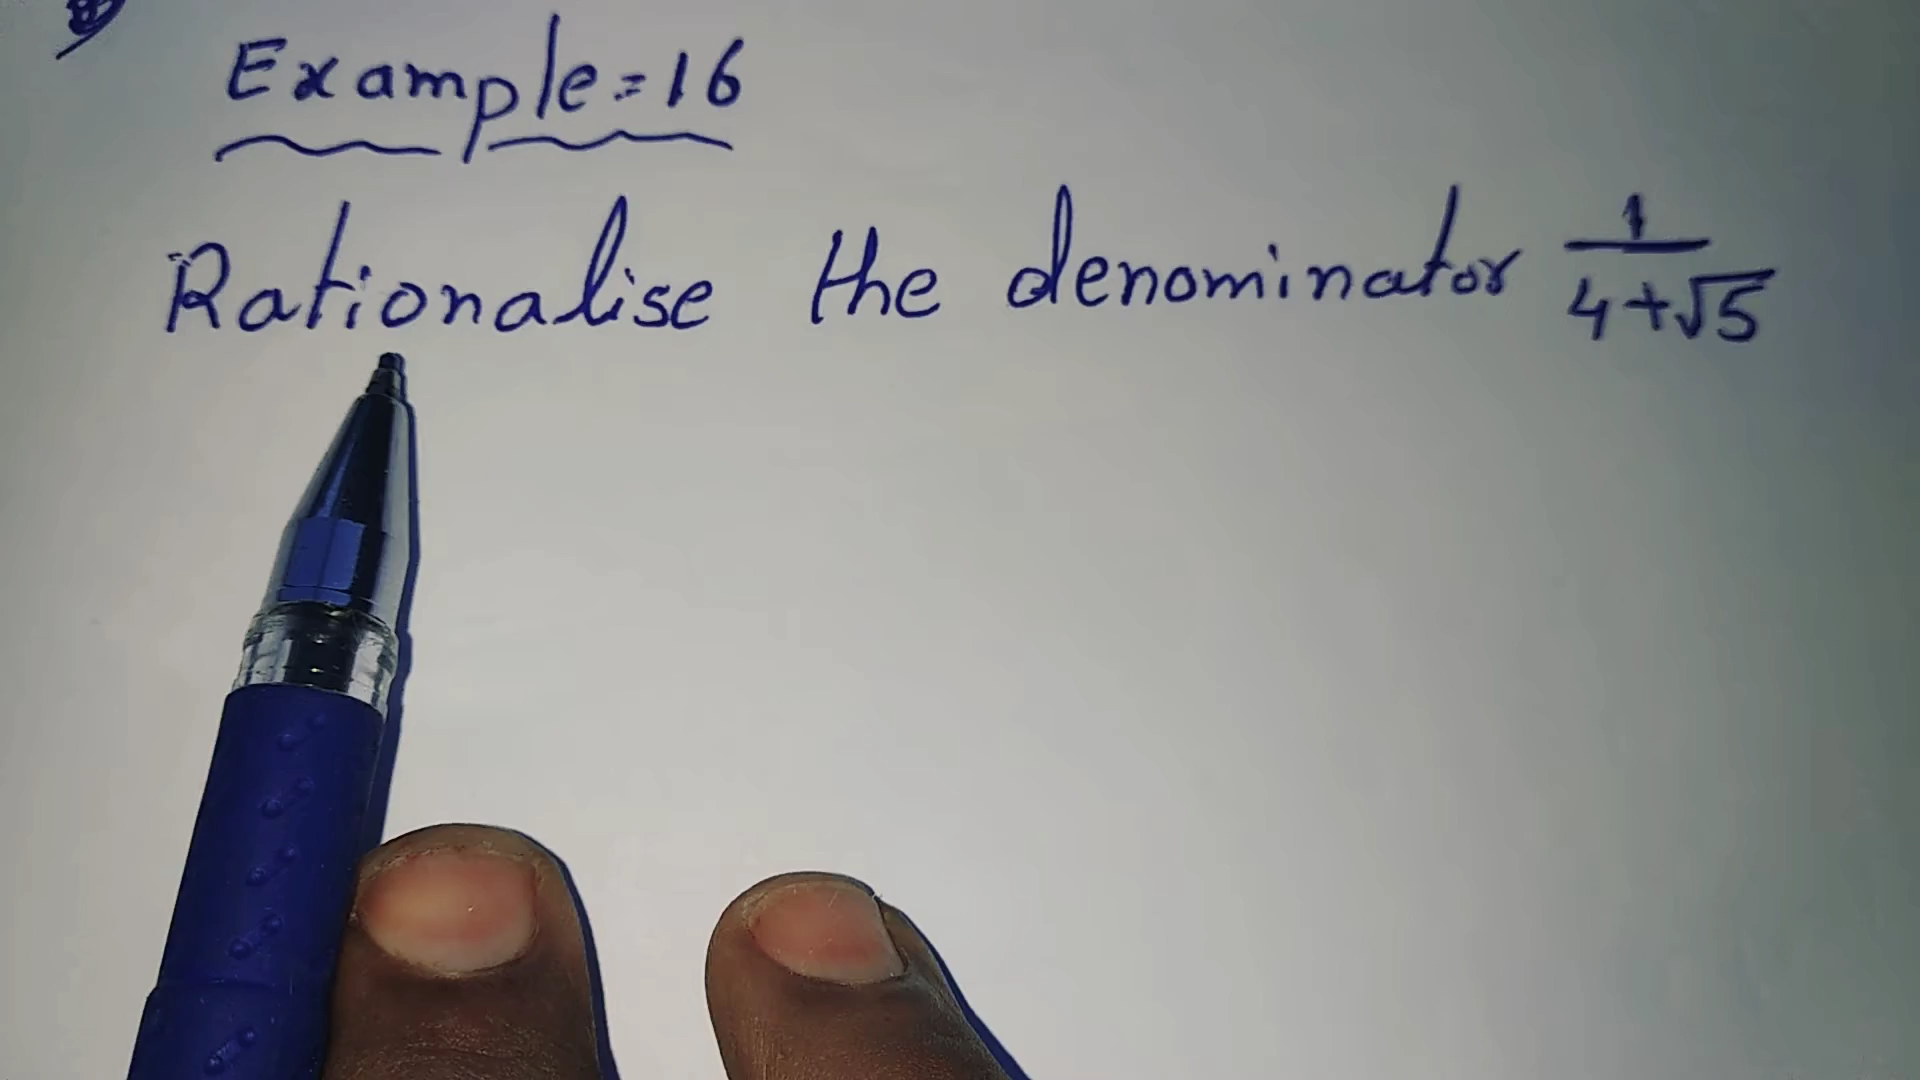 Example=16
Rationalise the denominator 1/4+√5